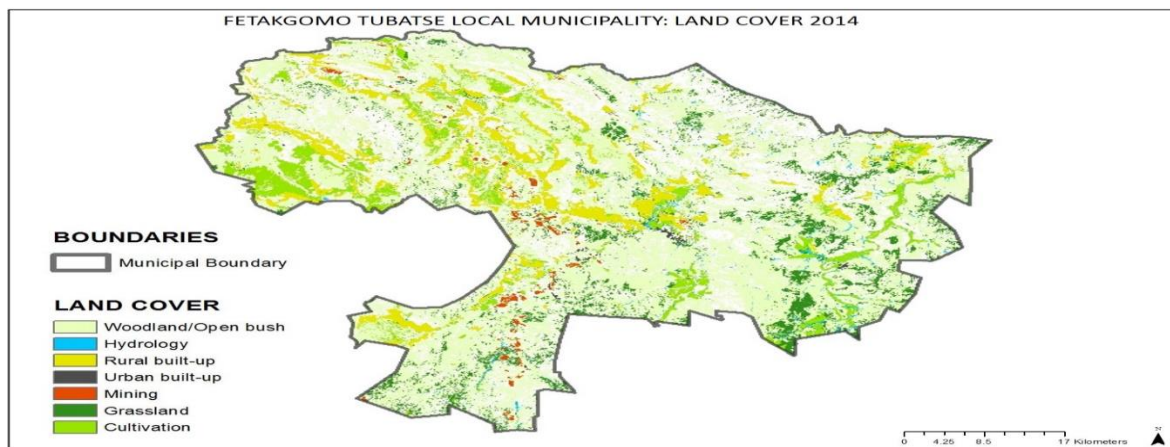 FETAKGOMO TUBATSE LOCAL MUNICIPALITY: LAND COVER 2014
BOUNDARIES
Municipal Boundary
LAND COVER
Woodland/Open bush
Hydrology
Rural built-up
Urban built-up
Mining
Grassland
Cultivation
0 4.25 8.5 17 Kilometers
N